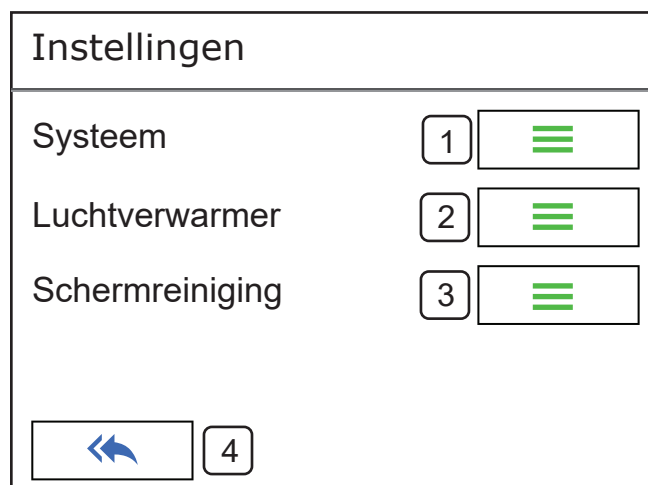 Instellingen
Systeem 1
Luchtverwarmer 2
Schermreiniging 3
4